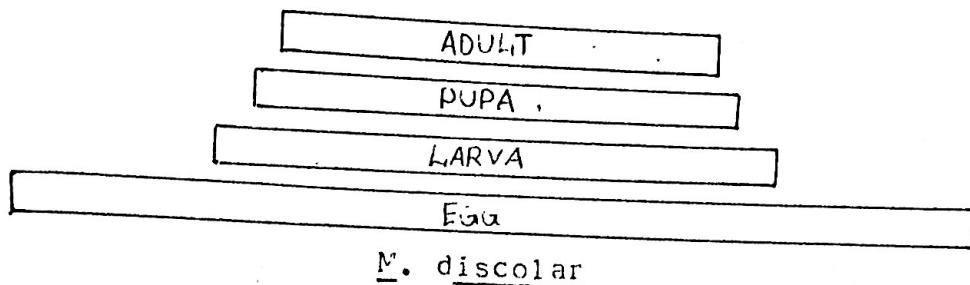 ADULT
PUPA
LARVA
EGG
M. discolar